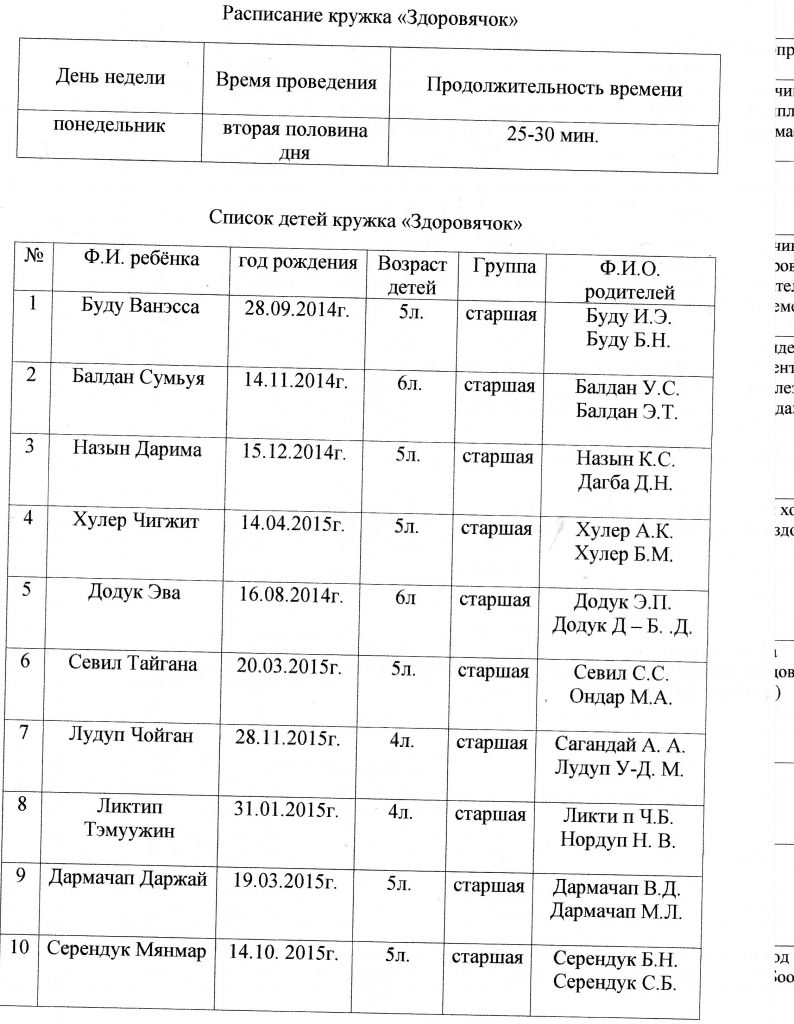 Расписание кружка «Здоровячок»
День недели Время проведения Продолжительность времени
понедельник вторая половина 25-30 мин.
дня
Список детей кружка «Здоровячок»
№ Ф.И. ребёнка год рождения Возраст Группа Ф.И.О.
детей родителей
1 Буду Ванэсса 28.09.2014г. 5л. старшая Буду И.Э.
Буду Б.Н.
2 Балдан Сумьуя 14.11.2014г. 6л. старшая Балдан У.С.
Балдан Э.Т.
3 Назын Дарима 15.12.2014г. 5л. старшая Назын К.С.
Дагба Д.Н.
4 Хулер Чигжит 14.04.2015г. 5л. старшая Хулер А.К.
Хулер Б.М.
5 Додук Эва 16.08.2014г. 6л старшая Додук Э.П.
Додук Д – Б. .Д.
6 Севил Тайгана 20.03.2015г. 5л. старшая Севил С.С.
Ондар М.А.
7 Лудуп Чойган 28.11.2015г. 4л. старшая Сагандай А. А.
Лудуп У-Д. М.
8 Ликтип 31.01.2015г. 4л. старшая Ликти п Ч.Б.
Тэмуужин Нордуп Н. В.
9 Дармачап Даржай 19.03.2015г. 5л. старшая Дармачап В.Д.
Дармачап М.Л.
10 Серендук Мянмар 14.10. 2015г. 5л. старшая Серендук Б.Н.
Серендук С.Б.